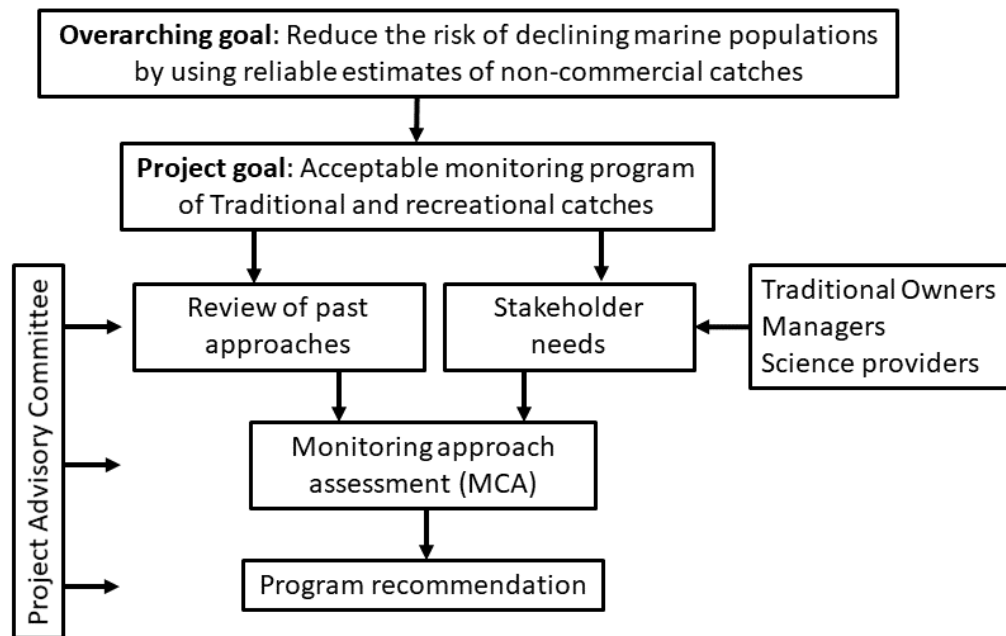 Overarching goal: Reduce the risk of declining marine populations
by using reliable estimates of non-commercial catches
Project goal: Acceptable monitoring program
of Traditional and recreational catches
Project Advisory Committee
Review of past
approaches
Stakeholder
needs
Traditional Owners
Managers
Science providers
Monitoring approach
assessment (MCA)
Program recommendation